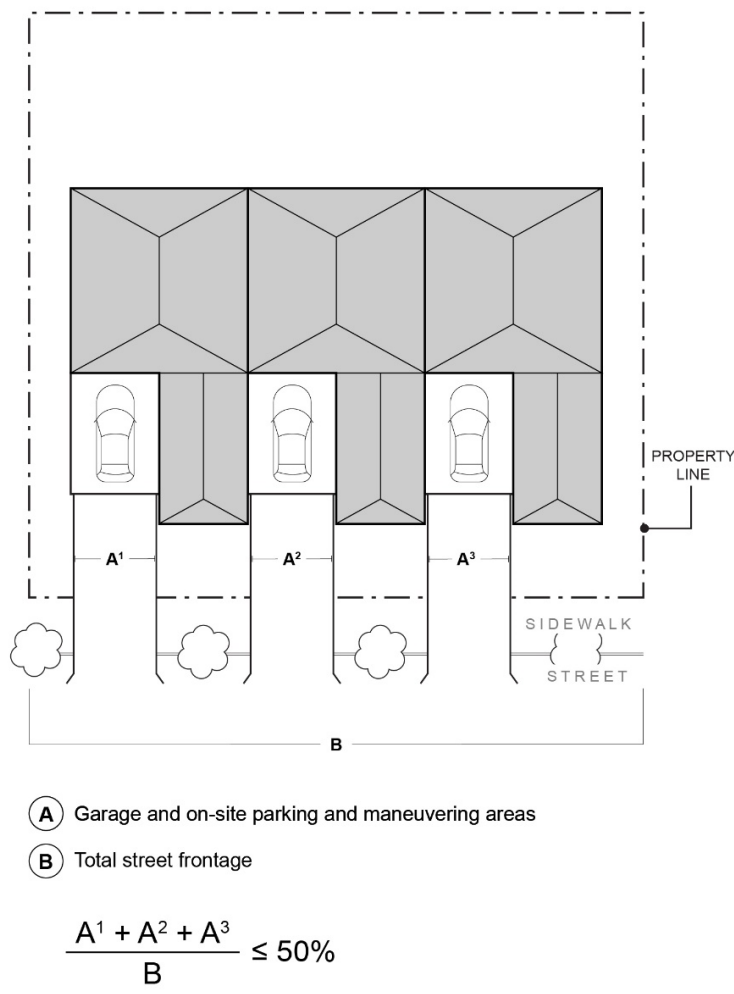 PROPERTY
LINE
A¹ A² A³
SIDEWALK
STREET
B
A Garage and on-site parking and maneuvering areas
B Total street frontage
A¹ + A² + A³
B
≤ 50%